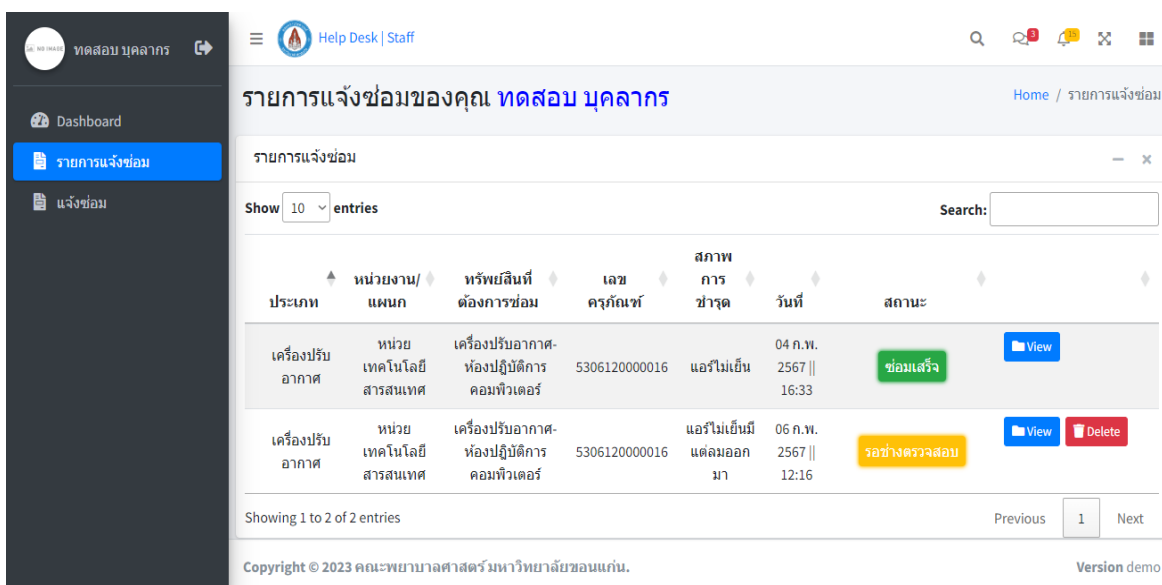 ทดสอบ บุคลากร
Dashboard
รายการแจ้งซ่อม
แจ้งซ่อม
Help Desk | Staff
3
15
รายการแจ้งซ่อมของคุณ ทดสอบ บุคลากร
Home / รายการแจ้งซ่อม
รายการแจ้งซ่อม
Show 10 entries
Search:
ประเภท
หน่วยงาน/
แผนก
ทรัพย์สินที่
ต้องการซ่อม
เลข
ครุภัณฑ์
สภาพ
การ
ชำรุด
วันที่
สถานะ
เครื่องปรับ
อากาศ
หน่วย
เทคโนโลยี
สารสนเทศ
เครื่องปรับอากาศ-
ห้องปฏิบัติการ
คอมพิวเตอร์
5306120000016
แอร์ไม่เย็น
04 ก.พ.
2567 ||
16:33
ซ่อมเสร็จ
View
เครื่องปรับ
อากาศ
หน่วย
เทคโนโลยี
สารสนเทศ
เครื่องปรับอากาศ-
ห้องปฏิบัติการ
คอมพิวเตอร์
5306120000016
แอร์ไม่เย็นมี
แต่ลมออก
มา
06 ก.พ.
2567 ||
12:16
รอช่างตรวจสอบ
View
Delete
Showing 1 to 2 of 2 entries
Previous 1 Next
Copyright © 2023 คณะพยาบาลศาสตร์ มหาวิทยาลัยขอนแก่น.
Version demo